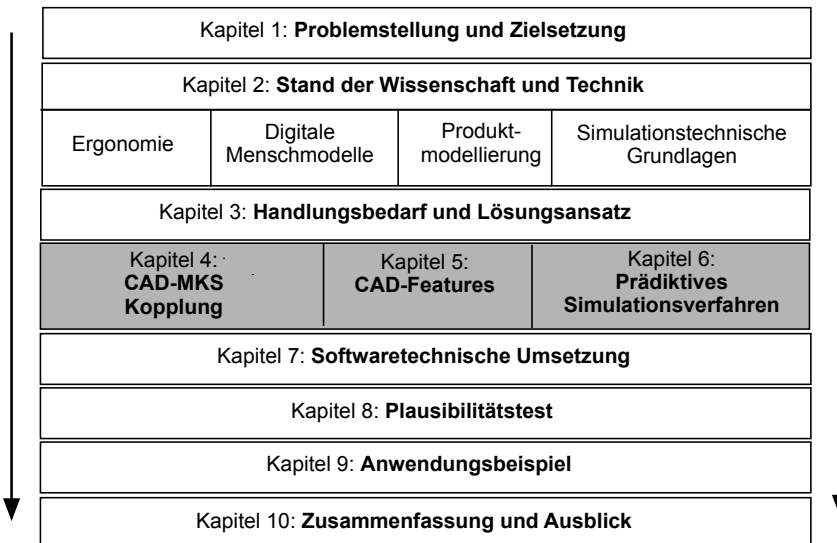 Kapitel 1: Problemstellung und Zielsetzung
Kapitel 2: Stand der Wissenschaft und Technik
Ergonomie
Digitale
Menschmodelle
Produkt-
modellierung
Simulationstechnische
Grundlagen
Kapitel 3: Handlungsbedarf und Lösungsansatz
Kapitel 4:
CAD-MKS
Kopplung
Kapitel 5:
CAD-Features
Kapitel 6:
Prädiktives
Simulationsverfahren
Kapitel 7: Softwaretechnische Umsetzung
Kapitel 8: Plausibilitätstest
Kapitel 9: Anwendungsbeispiel
Kapitel 10: Zusammenfassung und Ausblick